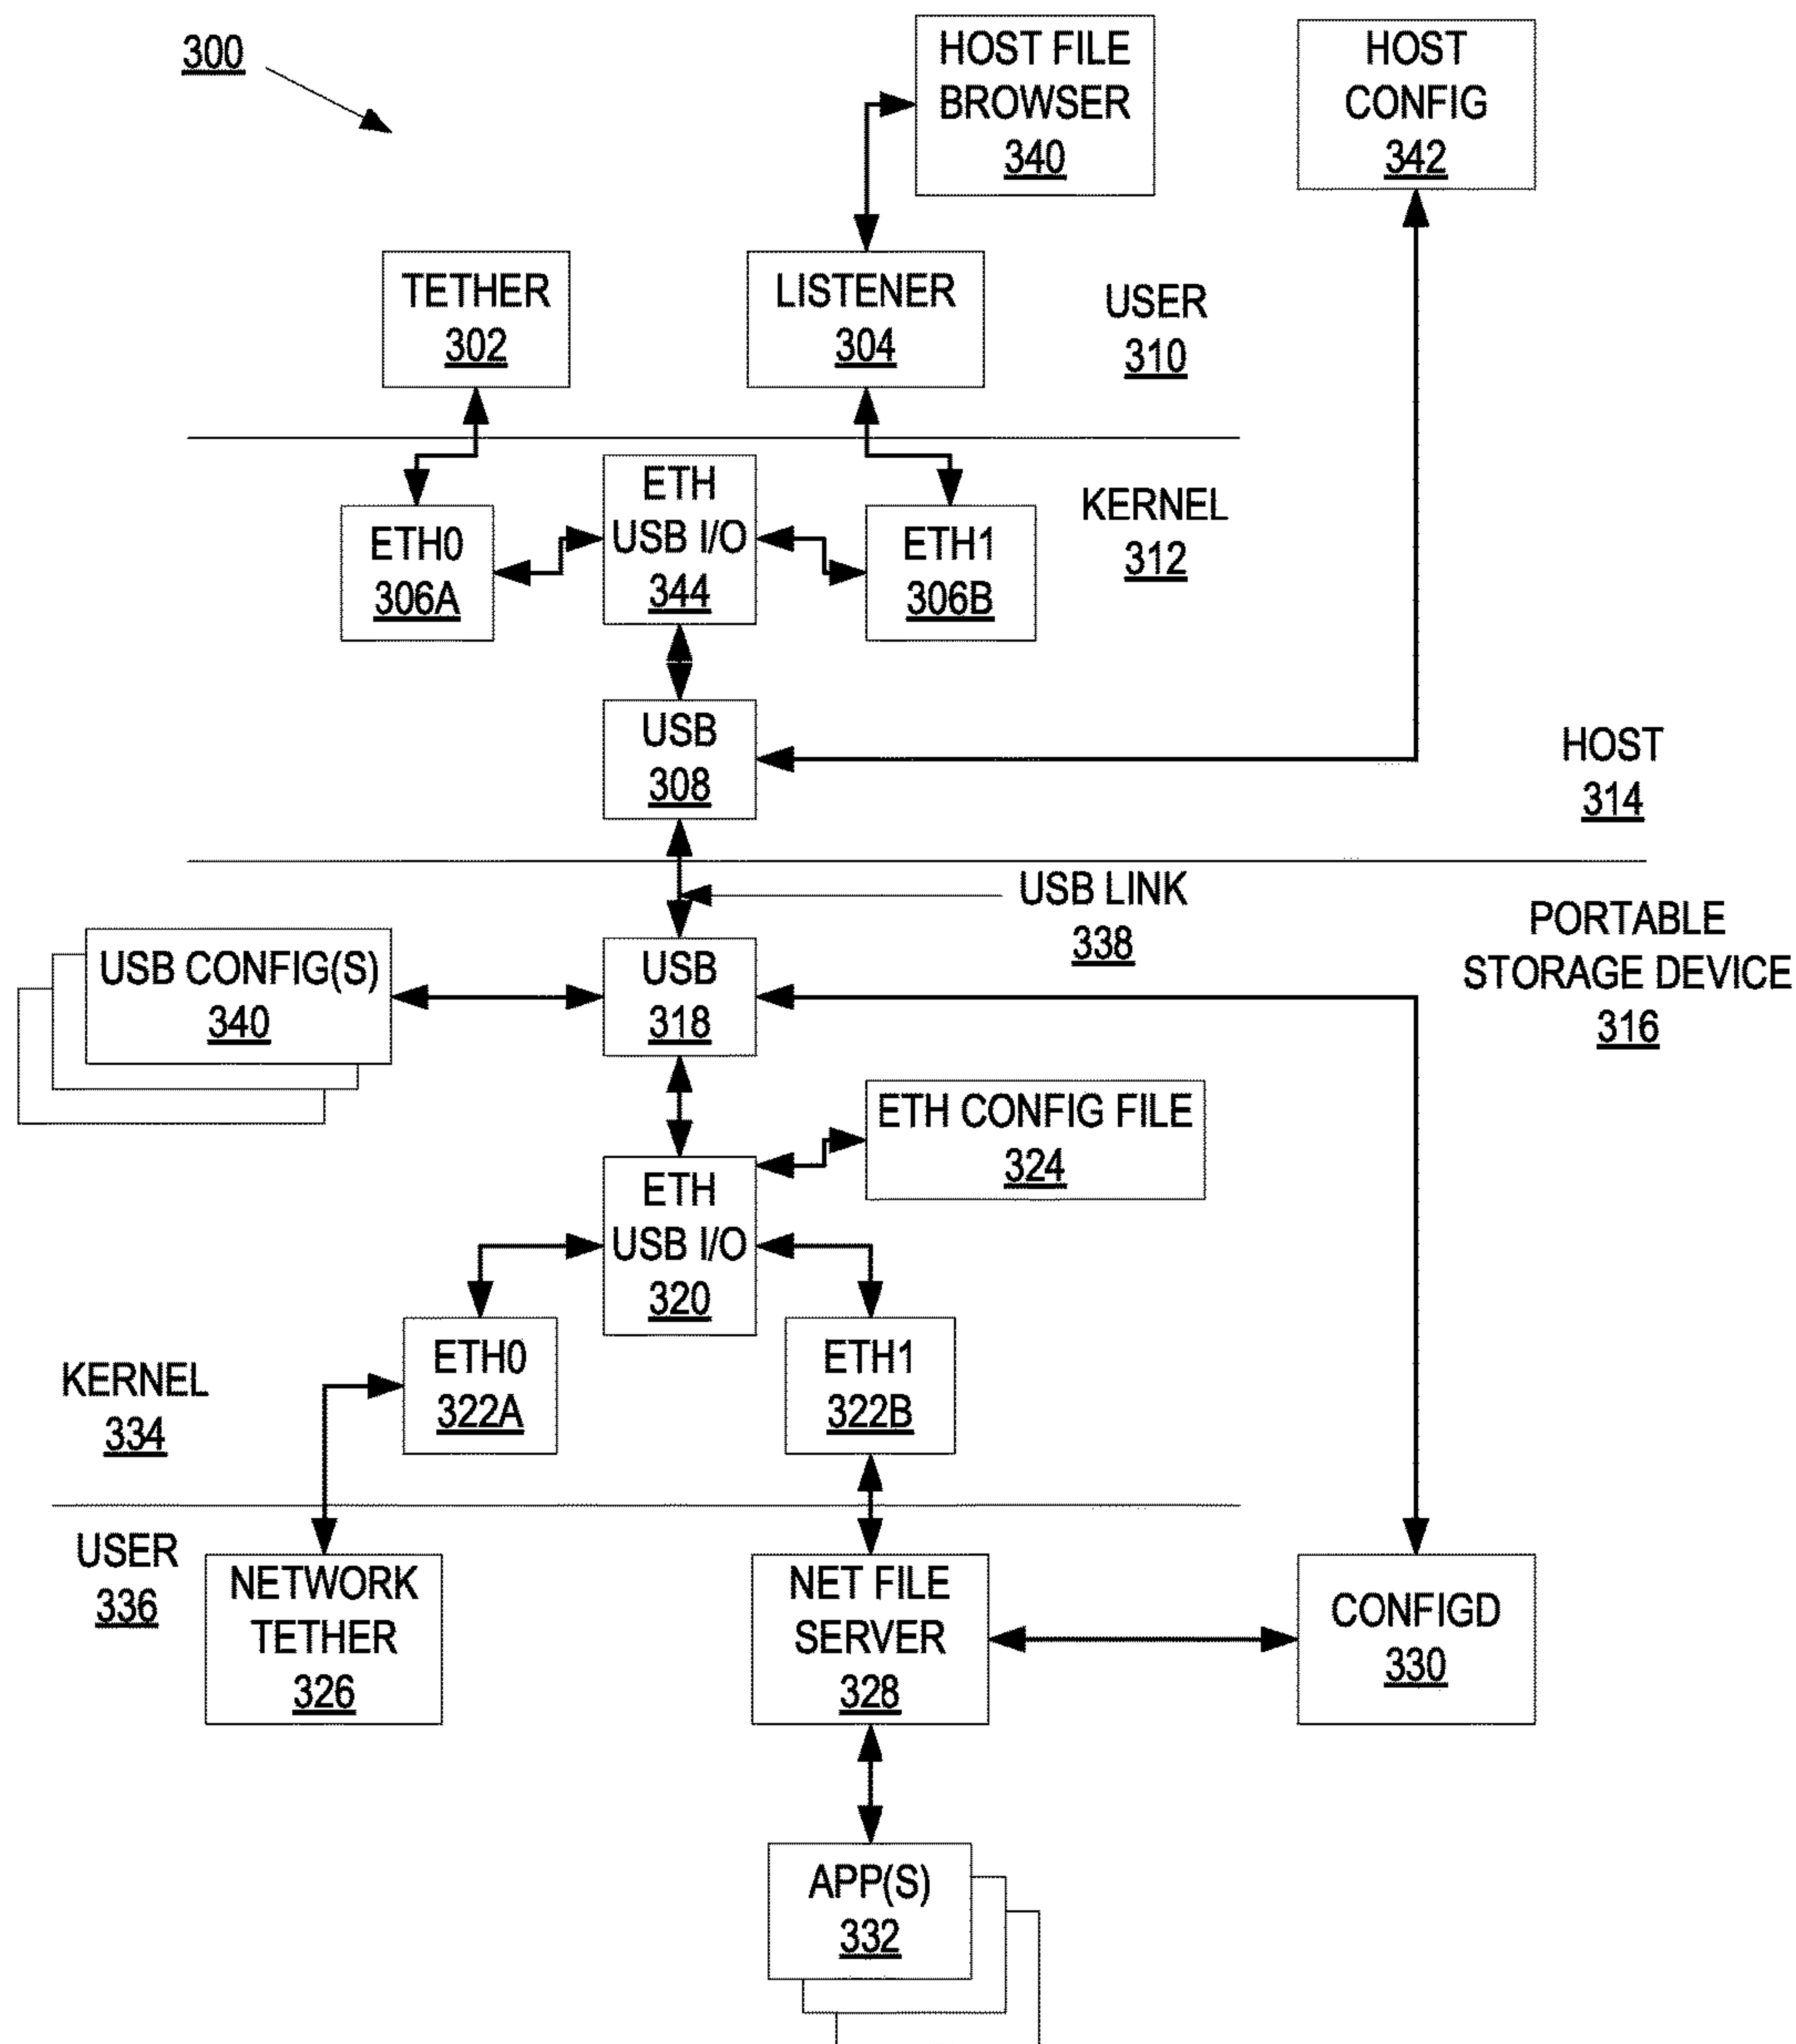 300
HOST FILE
BROWSER
340
HOST
CONFIG
342
TETHER
302
LISTENER
304
USER
310
ETH0
306A
ETH
USB I/O
344
ETH1
306B
KERNEL
312
USB
308
HOST
314
USB LINK
338
PORTABLE
STORAGE DEVICE
316
USB CONFIG(S)
340
USB
318
ETH CONFIG FILE
324
ETH
USB I/O
320
KERNEL
334
ETH0
322A
ETH1
322B
USER
336
NETWORK
TETHER
326
NET FILE
SERVER
328
CONFIGD
330
APP(S)
332